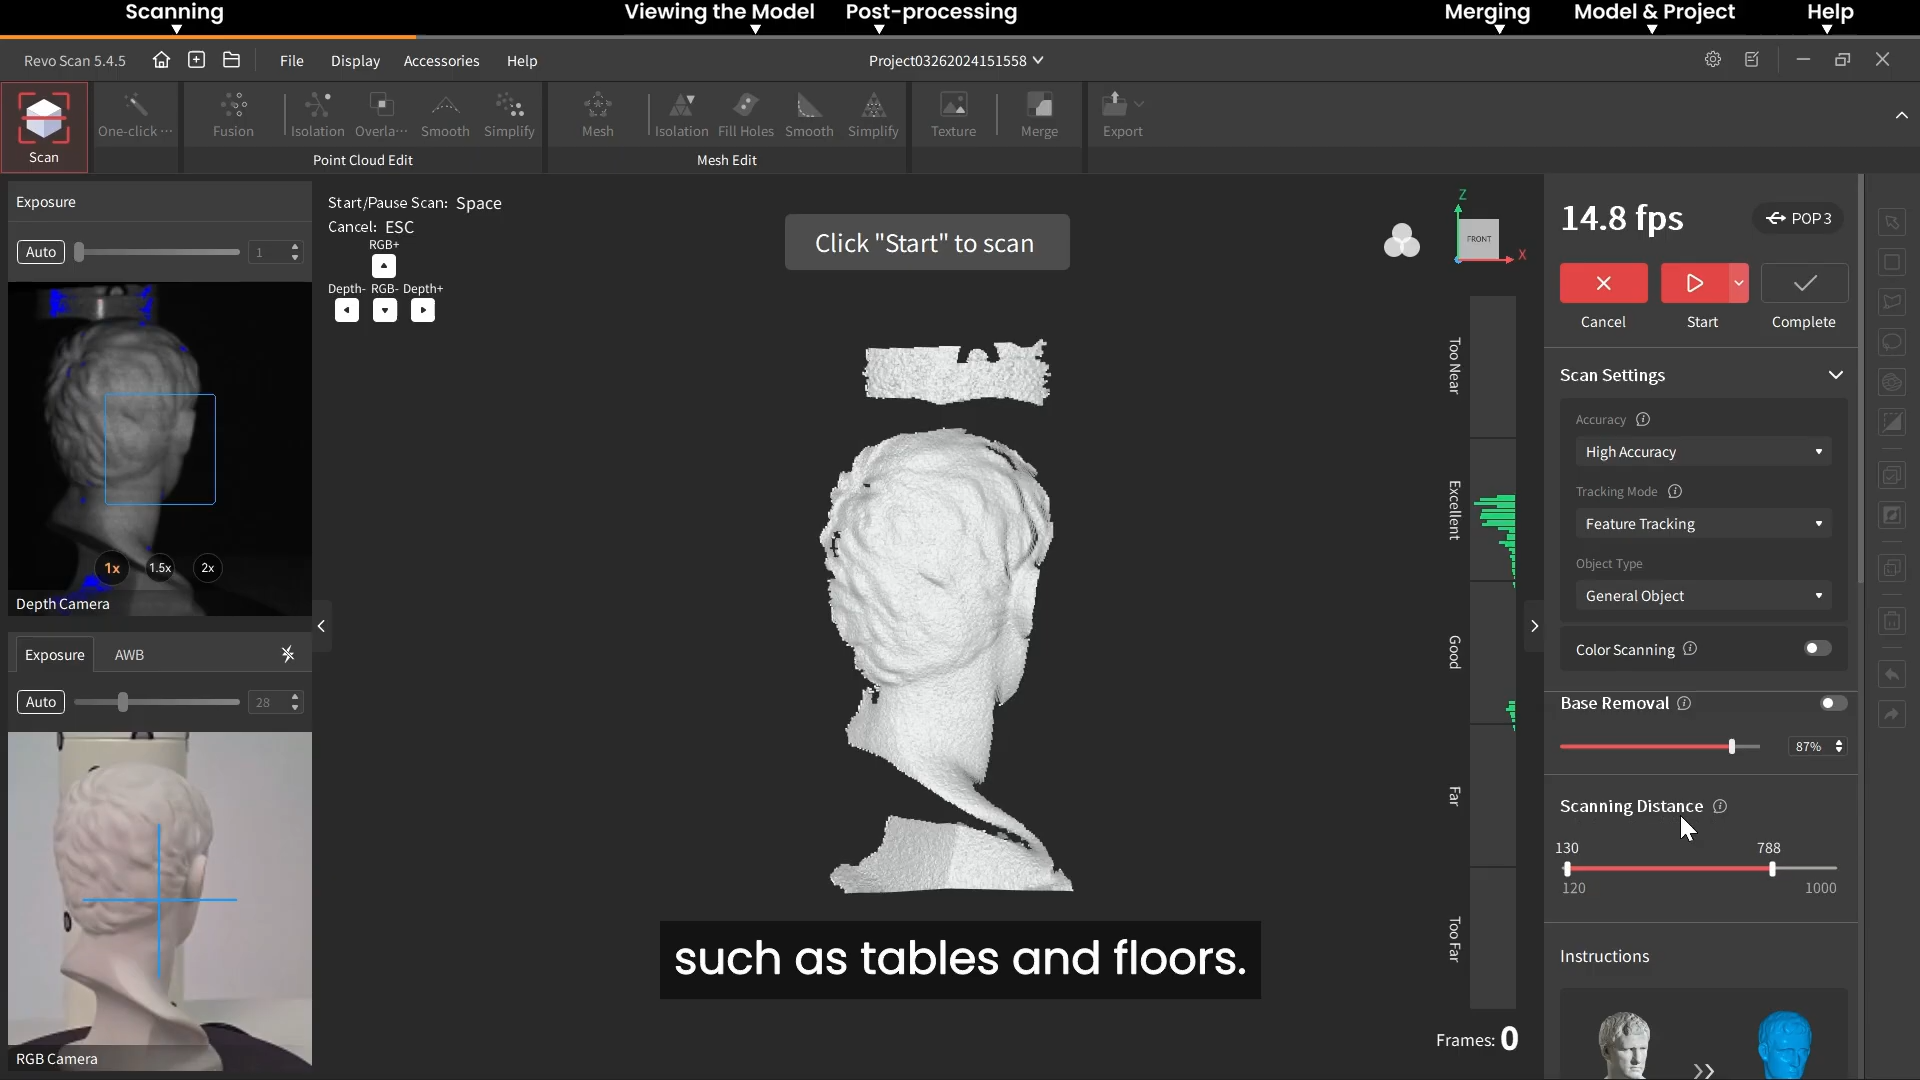 Scanning
Viewing the Model
Post-processing
Merging
Model & Project
Help
Revo Scan 5.4.5
File
Display
Accessories
Help
Project03262024151558
Scan
One-click ···
Fusion
Isolation
Overla···
Smooth
Simplify
Point Cloud Edit
Mesh
Isolation
Fill Holes
Smooth
Simplify
Mesh Edit
Texture
Merge
Export
Exposure
Auto
1
1x
1.5x
2x
Depth Camera
Exposure
AWB
Auto
28
RGB Camera
Start/Pause Scan: Space
Cancel: ESC
RGB+
Depth- RGB- Depth+
Click "Start" to scan
Z
FRONT
X
Too Near
Excellent
Good
Far
Too Far
such as tables and floors.
Frames: 0
14.8 fps
POP 3
Cancel
Start
Complete
Scan Settings
Accuracy
High Accuracy
Tracking Mode
Feature Tracking
Object Type
General Object
Color Scanning
Base Removal
87%
Scanning Distance
130
788
120
1000
Instructions